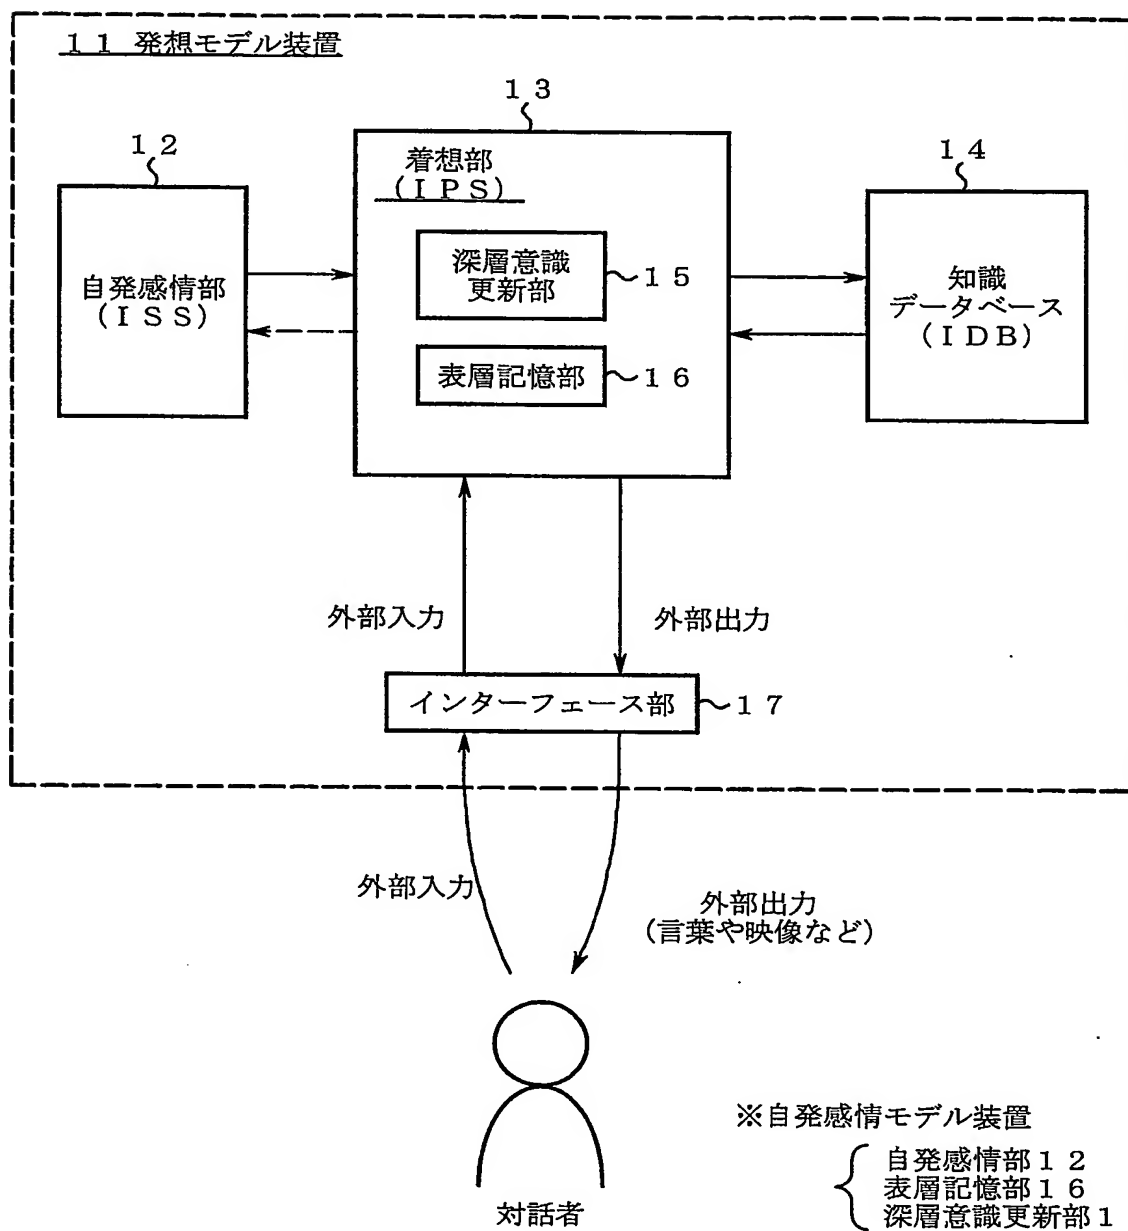 １１ 発想モデル装置
１３
１２
１４
着想部
(ＩＰＳ)
自発感情部
(ＩＳＳ)
深層意識
更新部
１５
表層記憶部
１６
知識
データベース
(ＩＤＢ)
外部入力
外部出力
インターフェース部
１７
外部入力
外部出力
(言葉や映像など)
対話者
※自発感情モデル装置
自発感情部１２
表層記憶部１６
深層意識更新部１